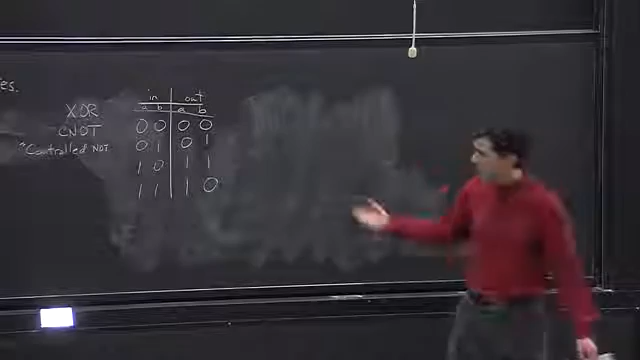 es.
in out
XOR a b a b
CNOT 0 0 0 0
"Controlled NOT 0 1 0 1
1 0 1 1
1 1 1 0